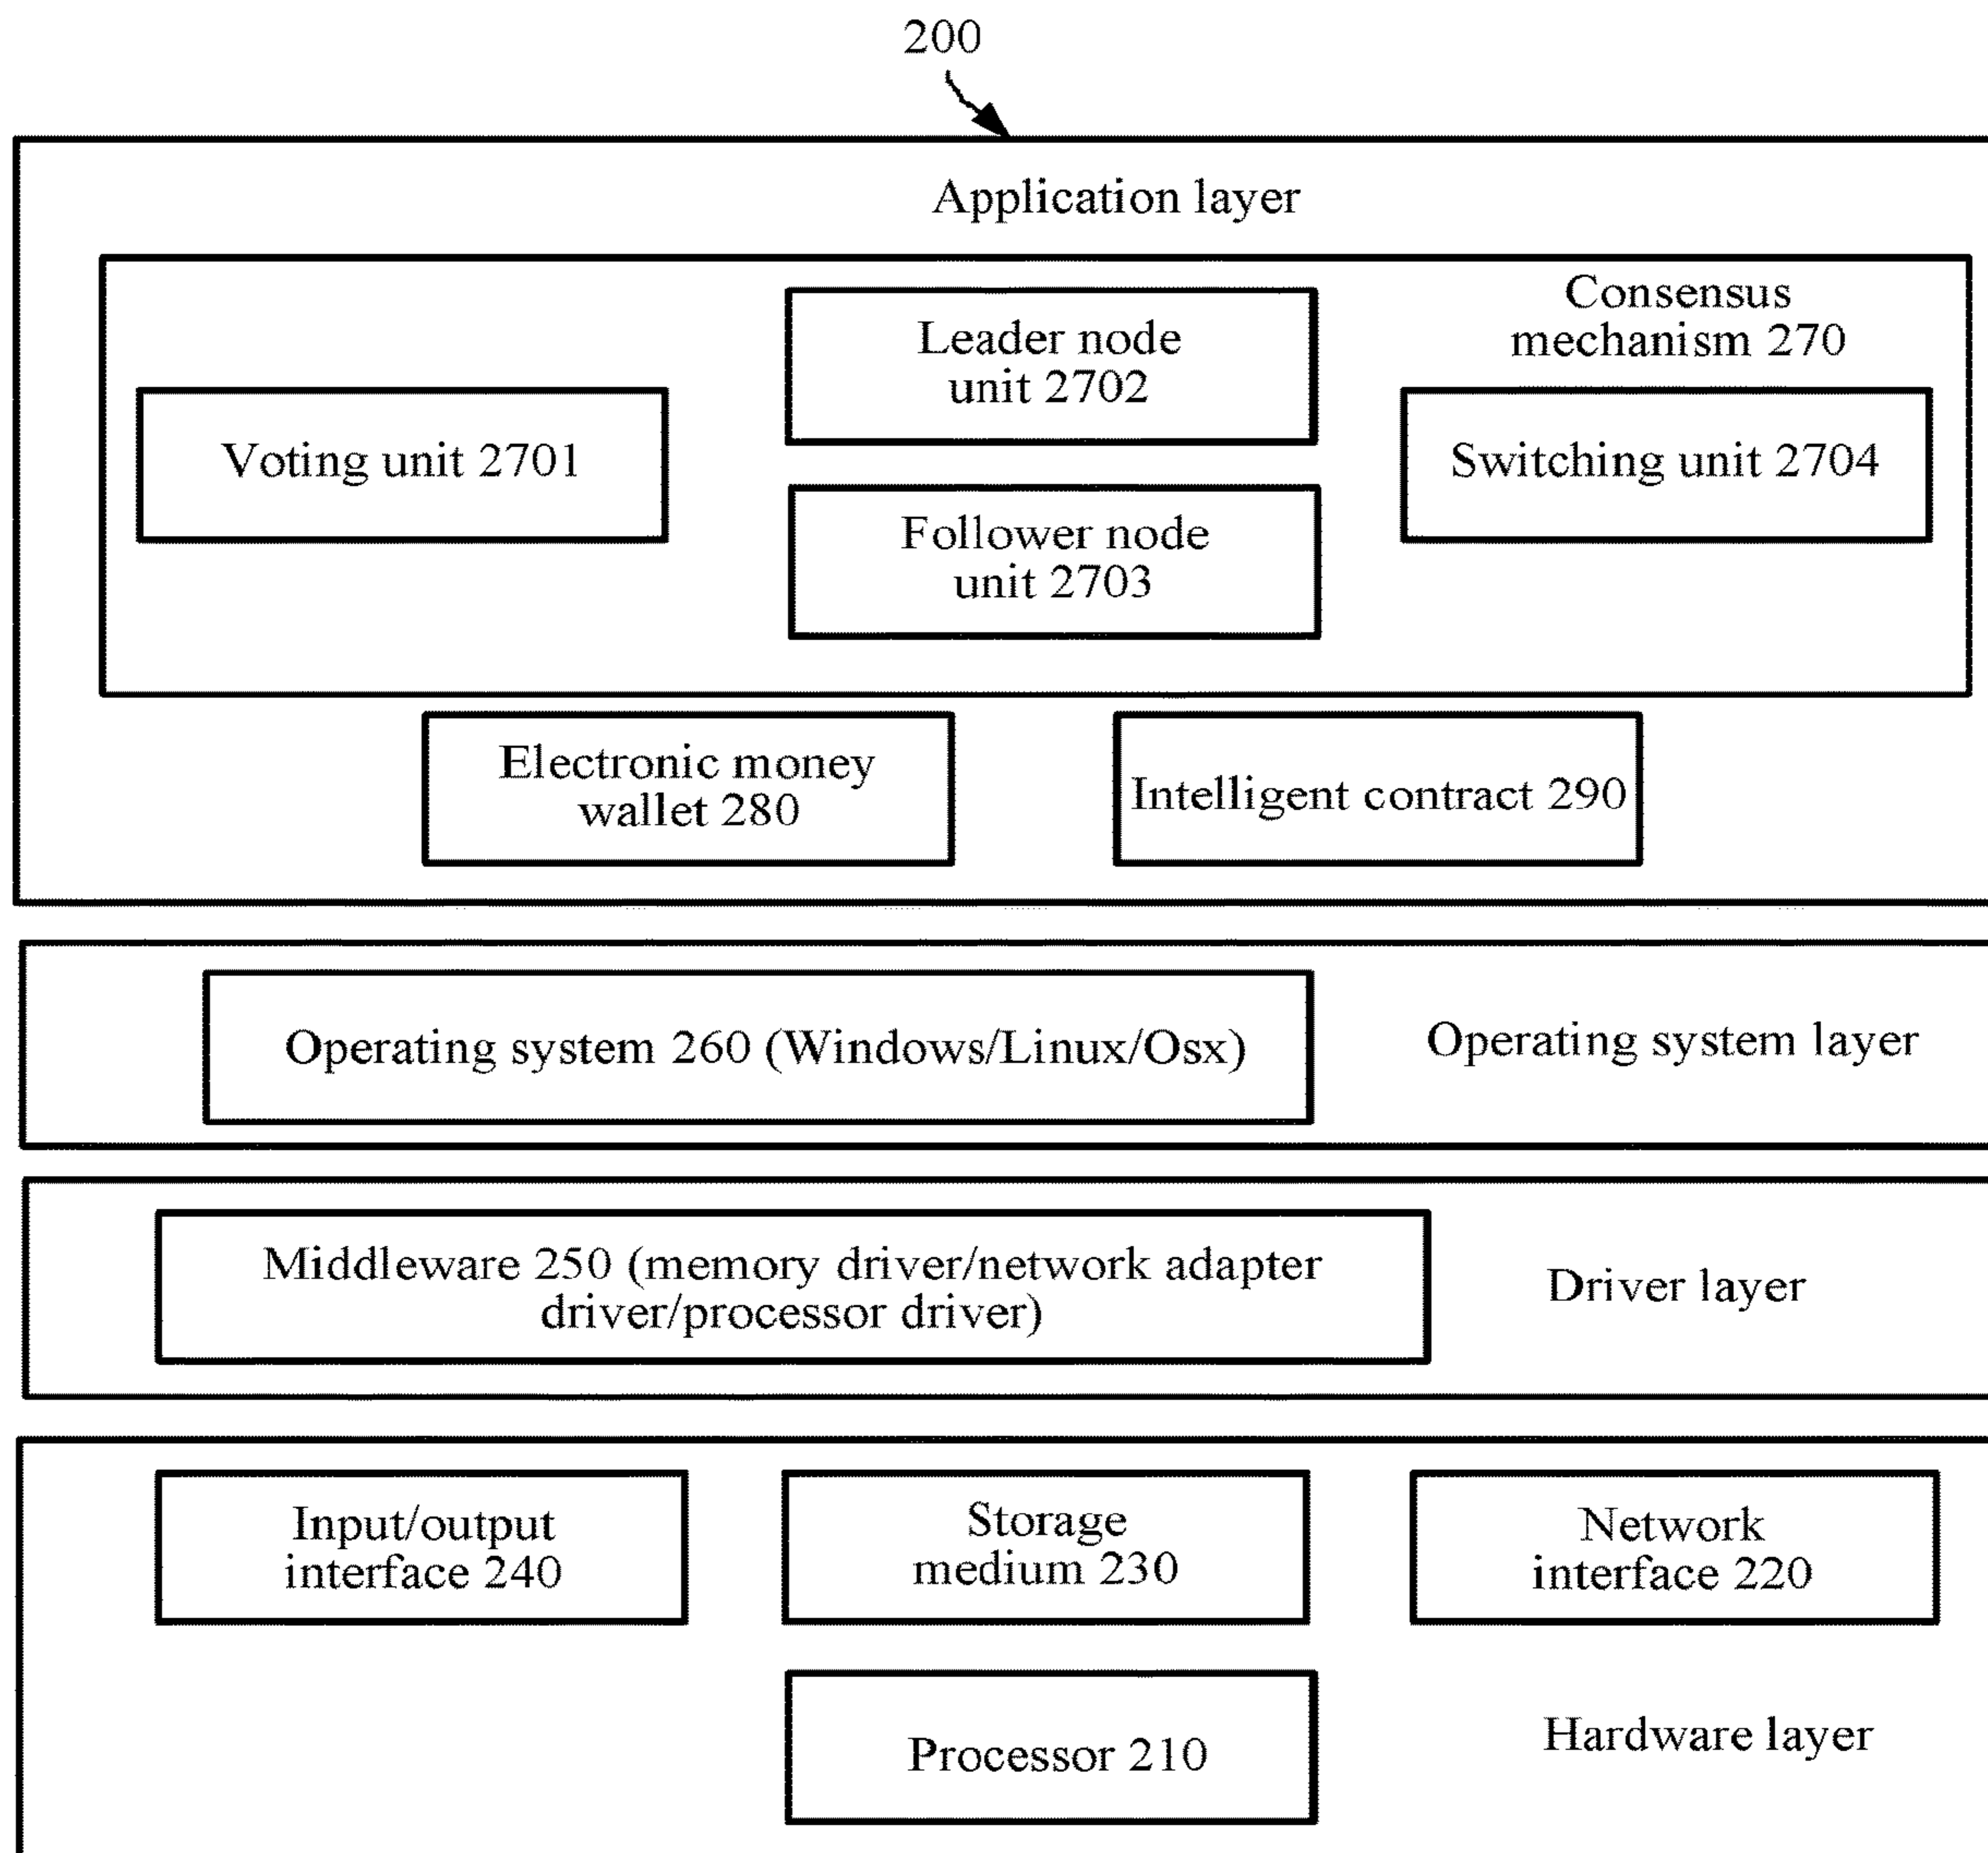 200
Application layer
Consensus
mechanism 270
Leader node
unit 2702
Voting unit 2701
Switching unit 2704
Follower node
unit 2703
Electronic money
wallet 280
Intelligent contract 290
Operating system 260 (Windows/Linux/Osx)
Operating system layer
Middleware 250 (memory driver/network adapter
driver/processor driver)
Driver layer
Input/output
interface 240
Storage
medium 230
Network
interface 220
Processor 210
Hardware layer